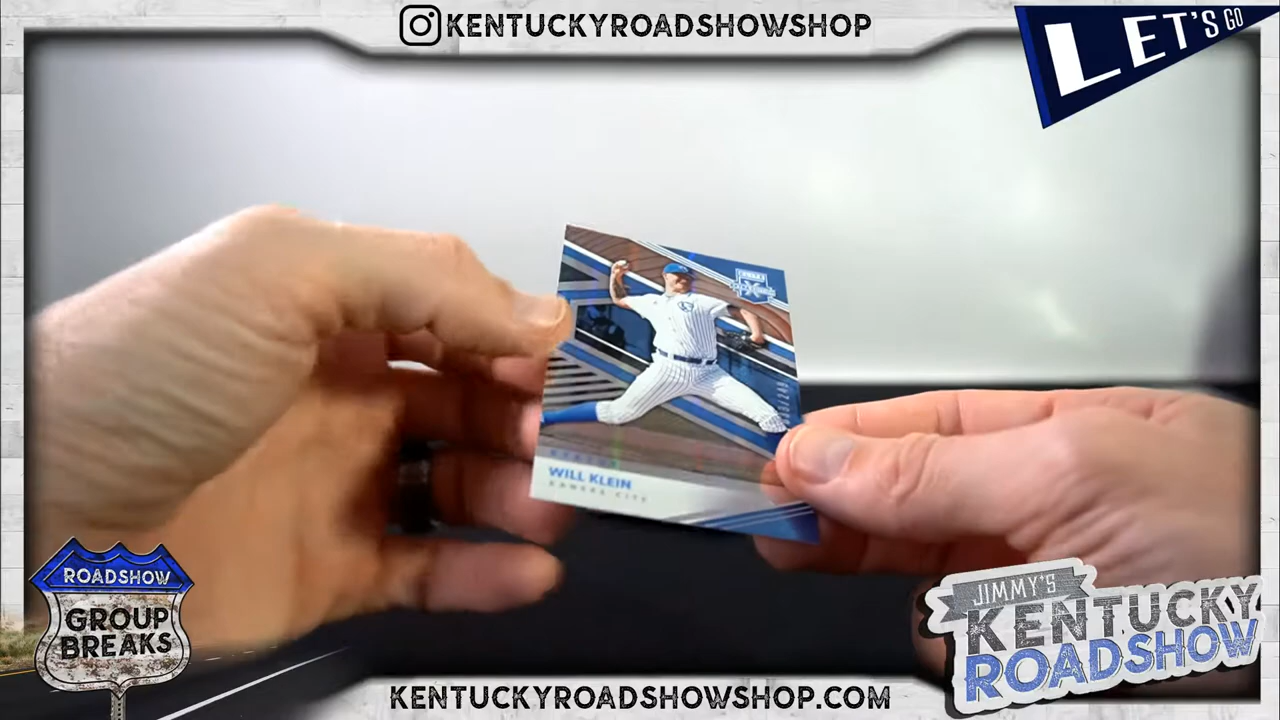 KENTUCKYROADSHOWSHOP
LET'S GO
WILL KLEIN
KANSAS CITY
ROADSHOW
GROUP
BREAKS
JIMMY'S
KENTUCKY
ROADSHOW
KENTUCKYROADSHOWSHOP.COM